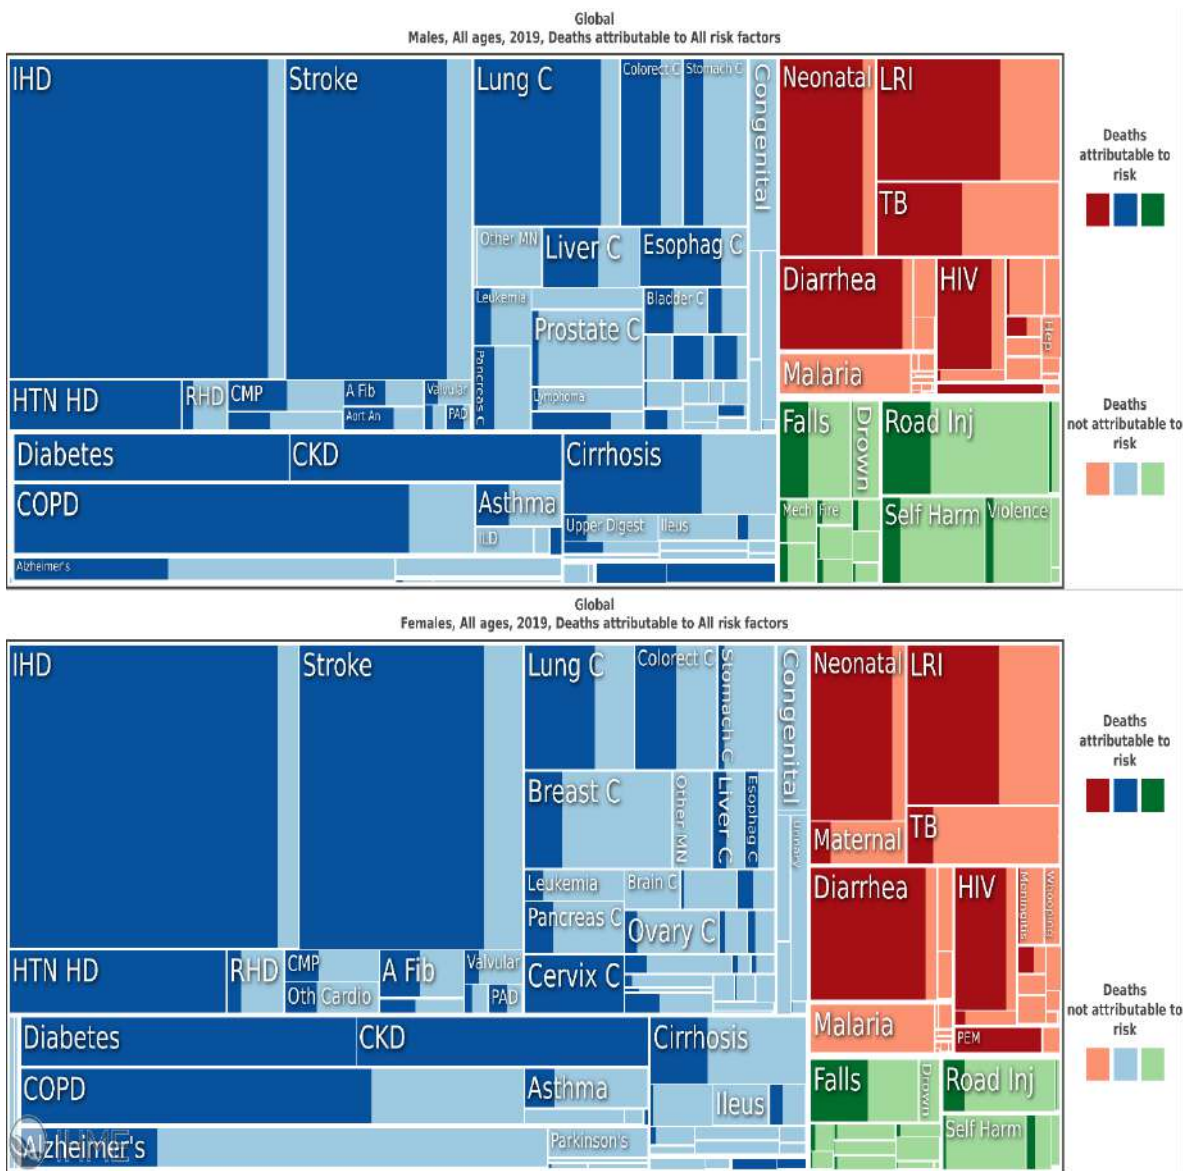 Global
Males, All ages, 2019, Deaths attributable to All risk factors
IHD
Stroke
Lung C
Colorect C
Stomach C
Congenital
Neonatal
LRI
TB
Other MN
Liver C
Esophag C
Diarrhea
HIV
Leukemia
Bladder C
Prostate C
Hep
Pancreas C
Malaria
HTN HD
RHD
CMP
A Fib
Valvular
Lymphoma
Aort An
PAD
Falls
Drown
Road Inj
Diabetes
CKD
Cirrhosis
COPD
Asthma
Mech
Fire
Self Harm
Violence
Upper Digest
Ileus
ILD
Alzheimer's
Deaths
attributable to
risk
Deaths
not attributable to
risk
Global
Females, All ages, 2019, Deaths attributable to All risk factors
IHD
Stroke
Lung C
Colorect C
Stomach C
Congenital
Neonatal
LRI
Breast C
Other MN
Liver C
Esophag C
Urinary
Maternal
TB
Leukemia
Brain C
Diarrhea
HIV
Meningitis
Whooping
Pancreas C
Ovary C
HTN HD
RHD
CMP
A Fib
Valvular
Cervix C
Oth Cardio
PAD
Malaria
PEM
Diabetes
CKD
Cirrhosis
COPD
Asthma
Ileus
Falls
Drown
Road Inj
Self Harm
Alzheimer's
Parkinson's
IHME
Deaths
attributable to
risk
Deaths
not attributable to
risk